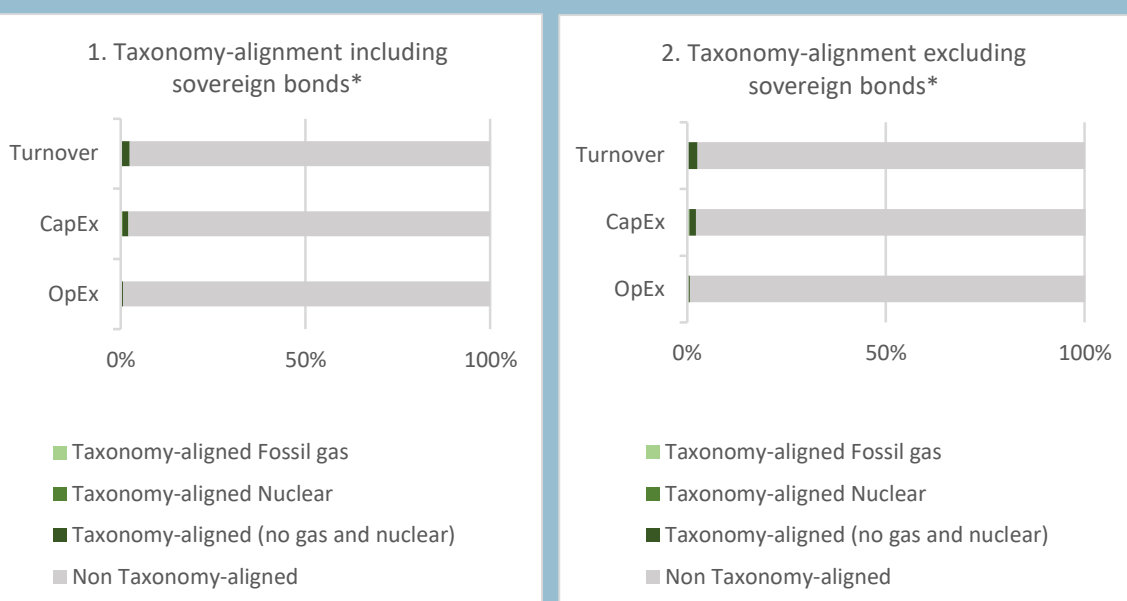 1. Taxonomy-alignment including
sovereign bonds*
Turnover
CapEx
OpEx
0%
50%
100%
Taxonomy-aligned Fossil gas
Taxonomy-aligned Nuclear
Taxonomy-aligned (no gas and nuclear)
Non Taxonomy-aligned
2. Taxonomy-alignment excluding
sovereign bonds*
Turnover
CapEx
OpEx
0%
50%
100%
Taxonomy-aligned Fossil gas
Taxonomy-aligned Nuclear
Taxonomy-aligned (no gas and nuclear)
Non Taxonomy-aligned